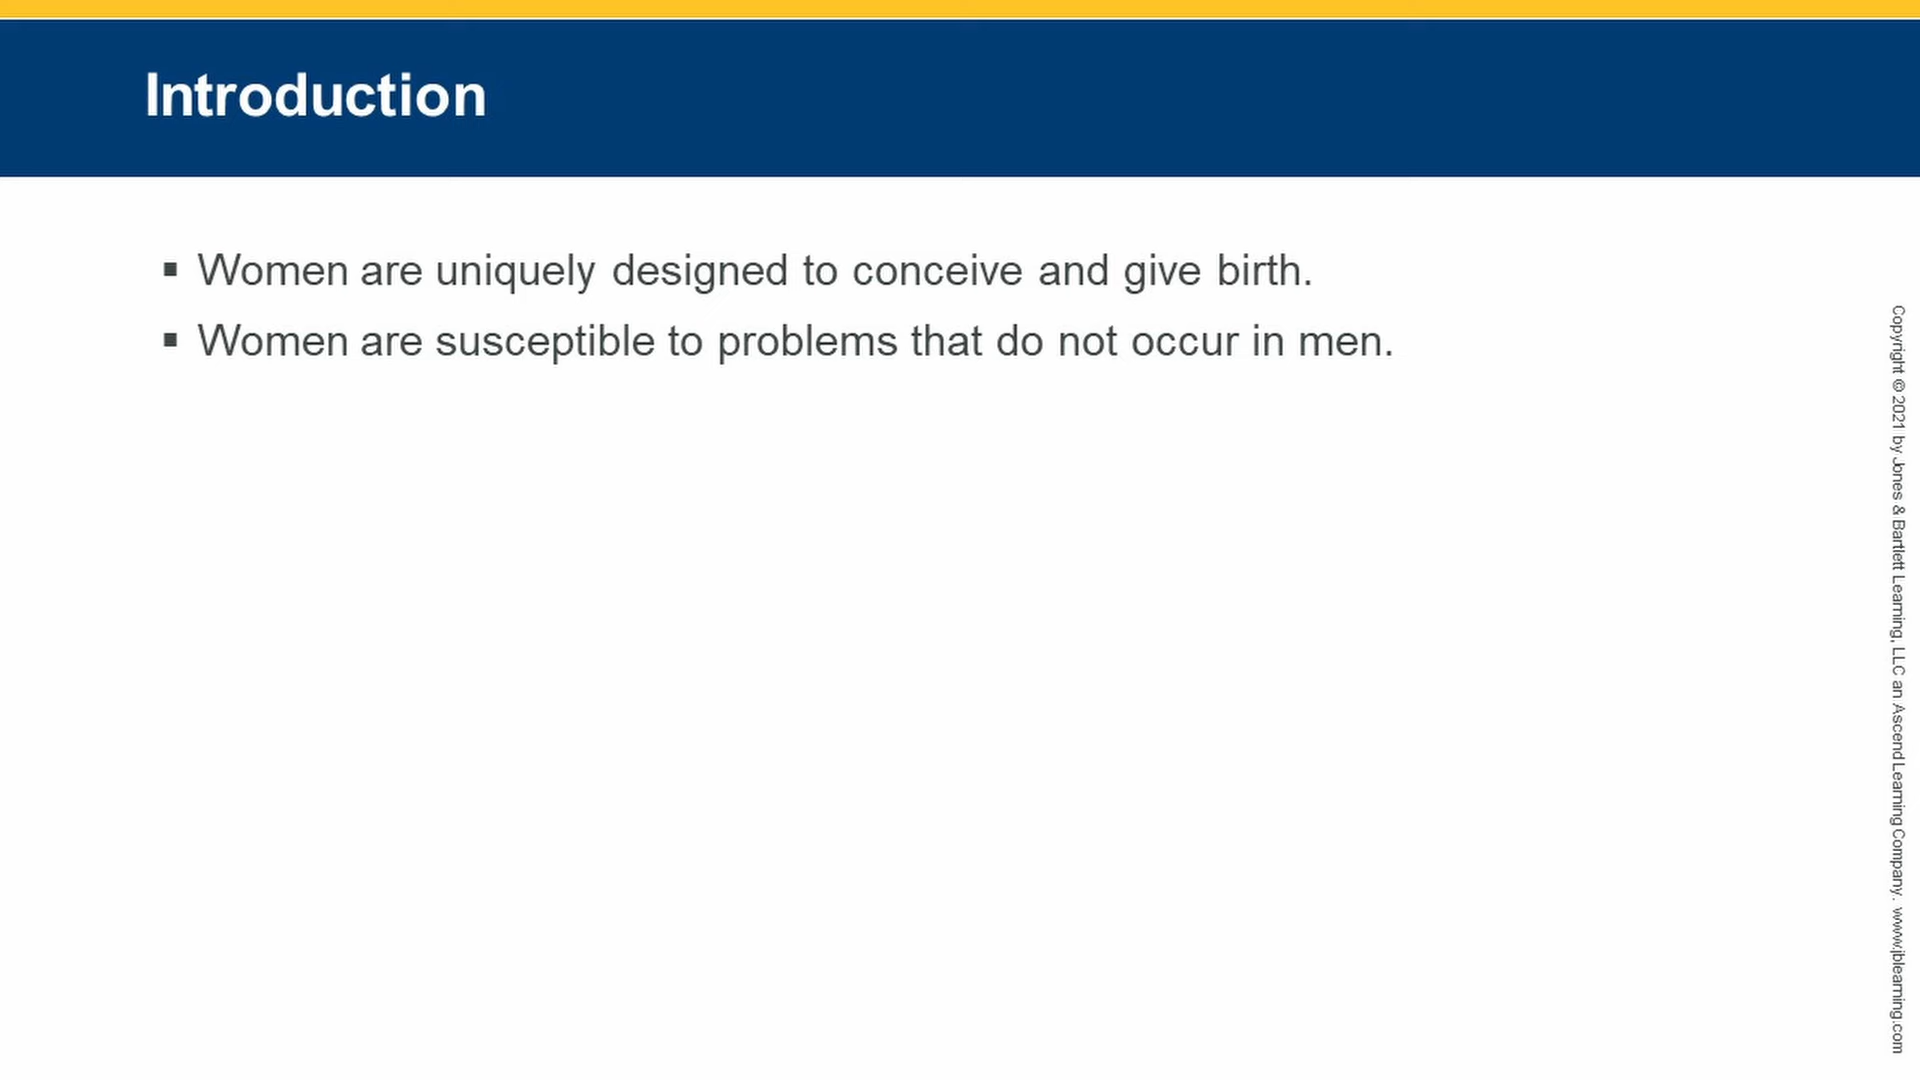 Introduction
▪ Women are uniquely designed to conceive and give birth.
▪ Women are susceptible to problems that do not occur in men.
Copyright © 2021 by Jones & Bartlett Learning, LLC an Ascend Learning Company. www.jblearning.com